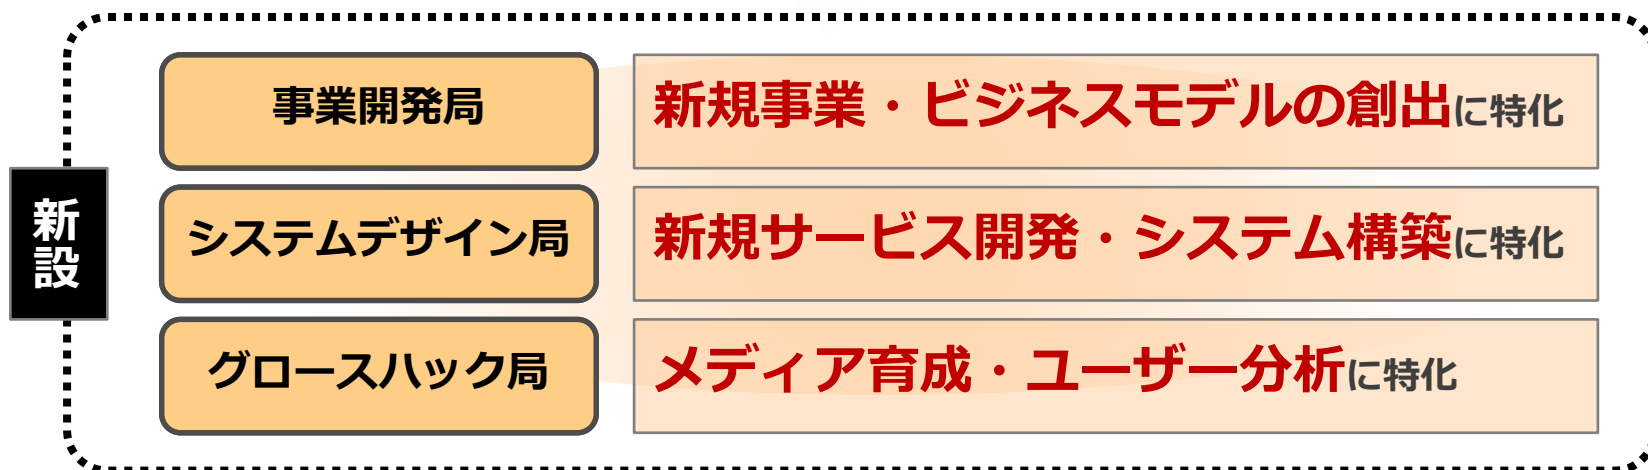 新設
事業開発局
新規事業・ビジネスモデルの創出に特化
システムデザイン局
新規サービス開発・システム構築に特化
グロースハック局
メディア育成・ユーザー分析に特化